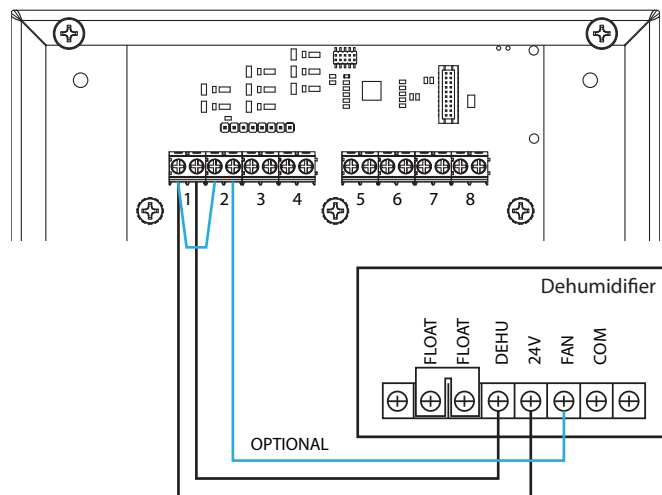 1 2 3 4 5 6 7 8
Dehumidifier
FLOAT FLOAT DEHU 24V FAN COM
OPTIONAL